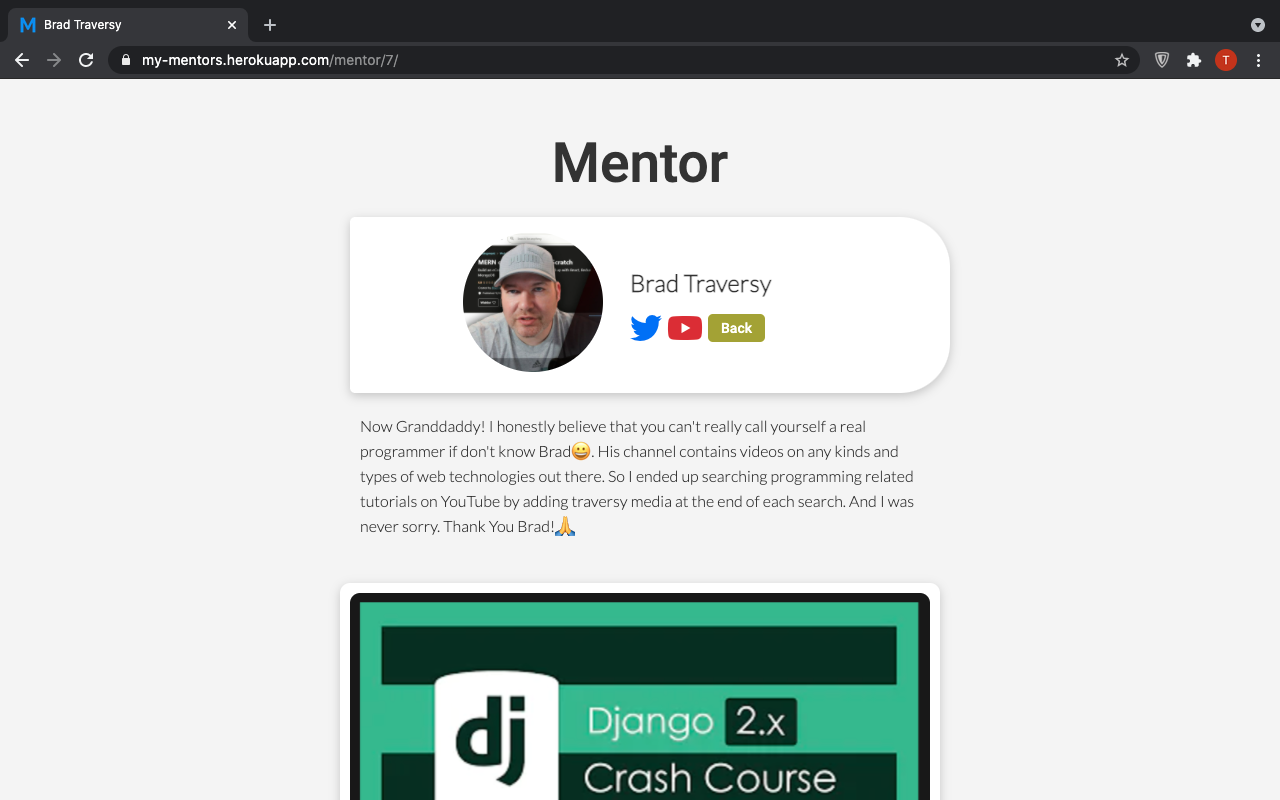 Brad Traversy
my-mentors.herokuapp.com/mentor/7/
T
Mentor
MERN
Scratch
Brad Traversy
Back
Now Granddaddy! I honestly believe that you can't really call yourself a real
programmer if don't know Brad😀. His channel contains videos on any kinds and
types of web technologies out there. So I ended up searching programming related
tutorials on YouTube by adding traversy media at the end of each search. And I was
never sorry. Thank You Brad!🙏
dj
Django 2.x
Crash Course